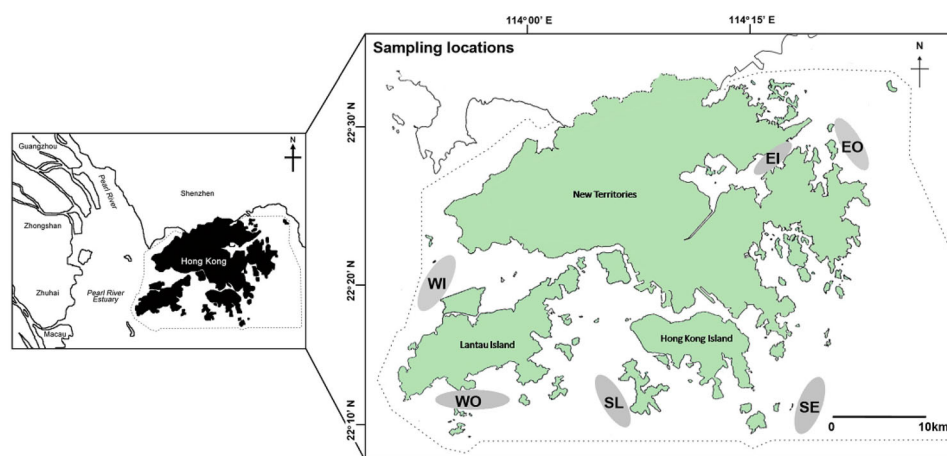 N
Guangzhou
Pearl River
Shenzhen
Zhongshan
Hong Kong
Zhuhai
Pearl River
Estuary
Macau
114° 00' E
114° 15' E
Sampling locations
N
22° 30' N
22° 20' N
22° 10' N
EI
EO
New Territories
WI
Lantau Island
Hong Kong Island
WO
SL
SE
0
10km